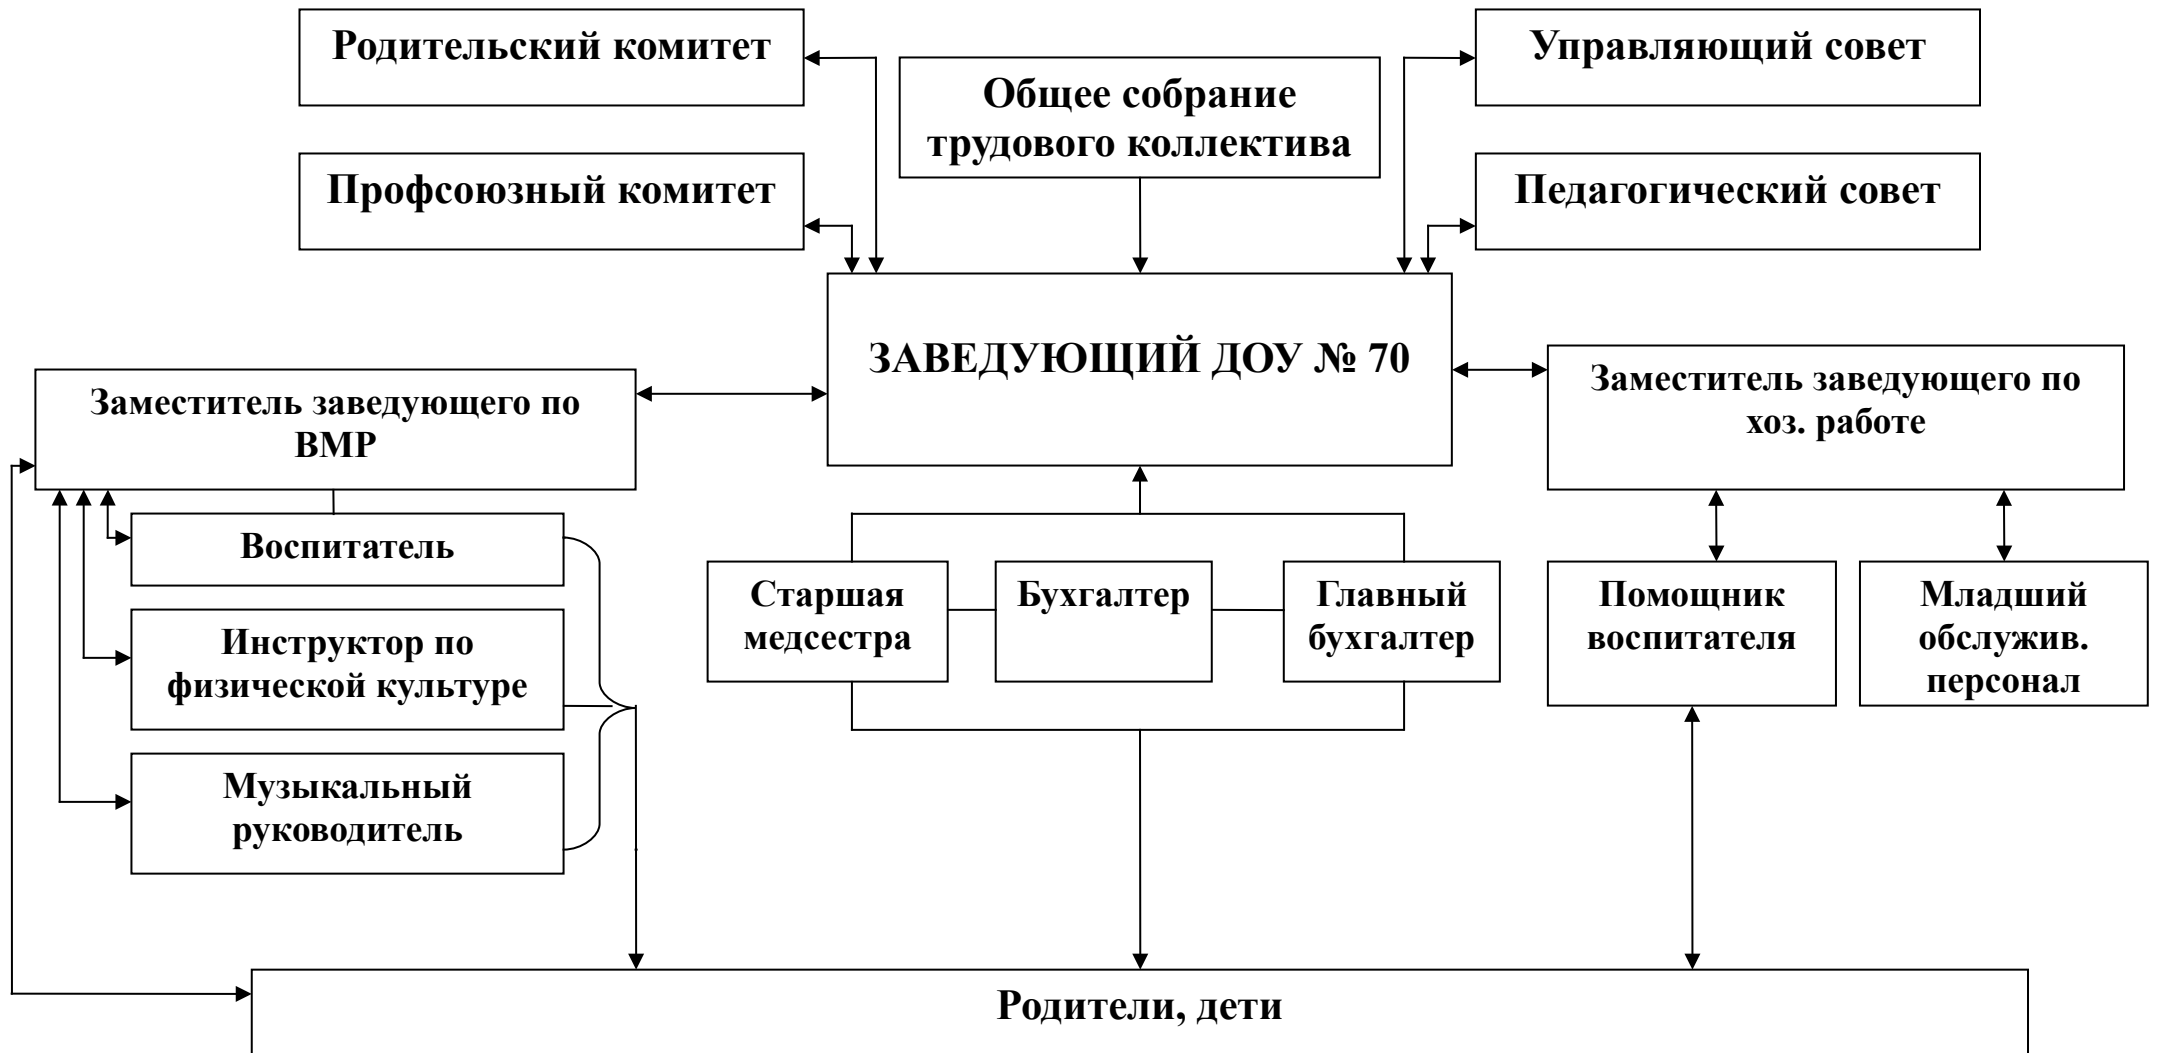 Родительский комитет
Управляющий совет
Общее собрание
трудового коллектива
Профсоюзный комитет
Педагогический совет
ЗАВЕДУЮЩИЙ ДОУ № 70
Заместитель заведующего по
ВМР
Заместитель заведующего по
хоз. работе
Воспитатель
Инструктор по
физической культуре
Музыкальный
руководитель
Старшая
медсестра
Бухгалтер
Главный
бухгалтер
Помощник
воспитателя
Младший
обслужив.
персонал
Родители, дети